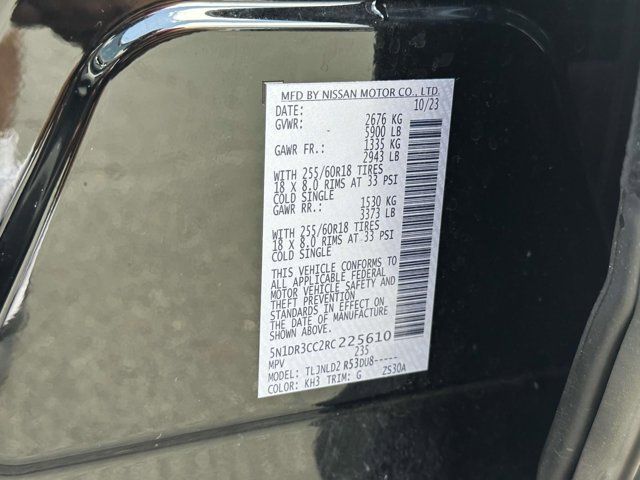 MFD BY NISSAN MOTOR CO., LTD.
DATE: 10/23
GVWR: 2676 KG
5900 LB
GAWR FR.: 1335 KG
2943 LB
WITH 255/60R18 TIRES
18 X 8.0 RIMS AT 33 PSI
COLD SINGLE
GAWR RR.: 1530 KG
3373 LB
WITH 255/60R18 TIRES
18 X 8.0 RIMS AT 33 PSI
COLD SINGLE
THIS VEHICLE CONFORMS TO
ALL APPLICABLE FEDERAL
MOTOR VEHICLE SAFETY AND
THEFT PREVENTION
STANDARDS IN EFFECT ON
THE DATE OF MANUFACTURE
SHOWN ABOVE.
5N1DR3CC2RC225610
MPV 235
MODEL: TLJNLD2 R53DU8-----
COLOR: KH3 TRIM: G ZS30A